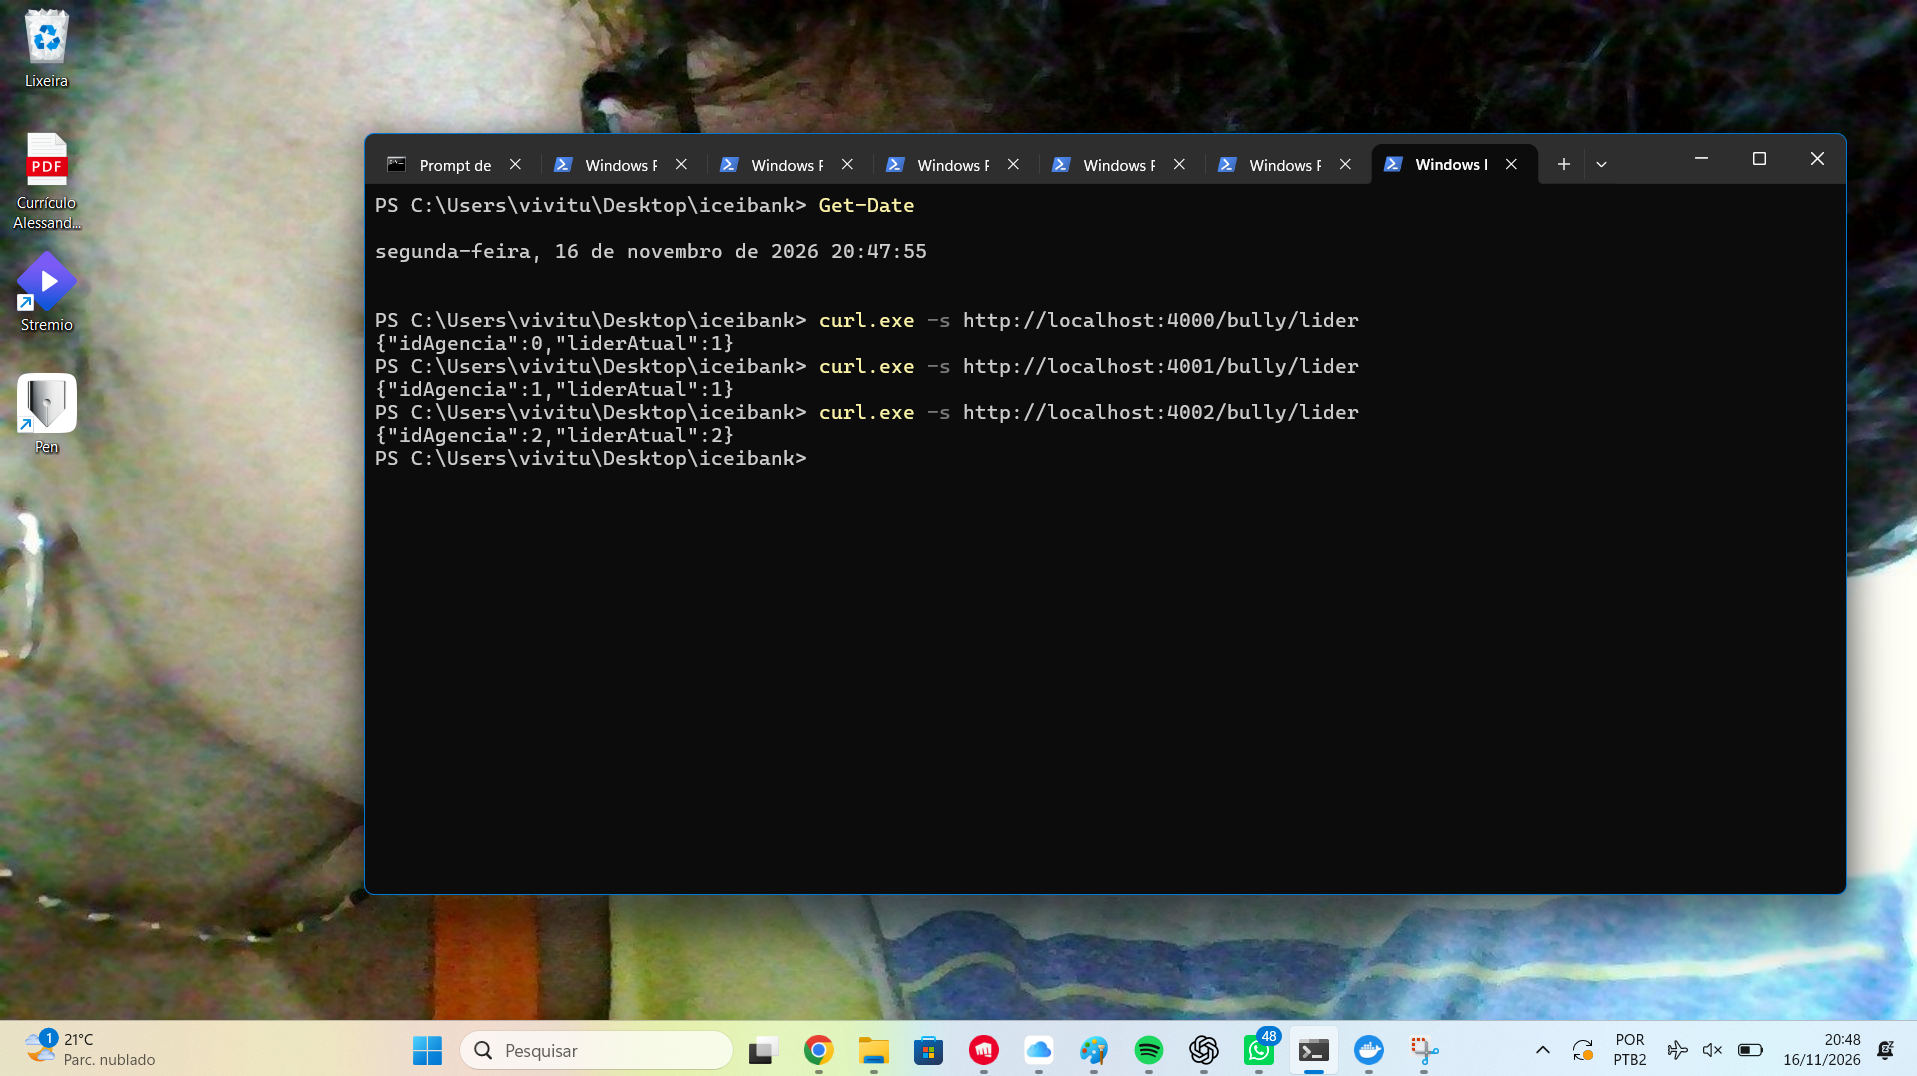 Lixeira
PDF
Currículo
Alessand...
Stremio
Pen
Prompt de
Windows P
Windows P
Windows P
Windows P
Windows P
Windows P
PS C:\Users\vivitu\Desktop\iceibank> Get-Date
segunda-feira, 16 de novembro de 2026 20:47:55
PS C:\Users\vivitu\Desktop\iceibank> curl.exe -s http://localhost:4000/bully/lider
{"idAgencia":0,"liderAtual":1}
PS C:\Users\vivitu\Desktop\iceibank> curl.exe -s http://localhost:4001/bully/lider
{"idAgencia":1,"liderAtual":1}
PS C:\Users\vivitu\Desktop\iceibank> curl.exe -s http://localhost:4002/bully/lider
{"idAgencia":2,"liderAtual":2}
PS C:\Users\vivitu\Desktop\iceibank>
1
21°C
Parc. nublado
Pesquisar
48
POR
PTB2
20:48
16/11/2026